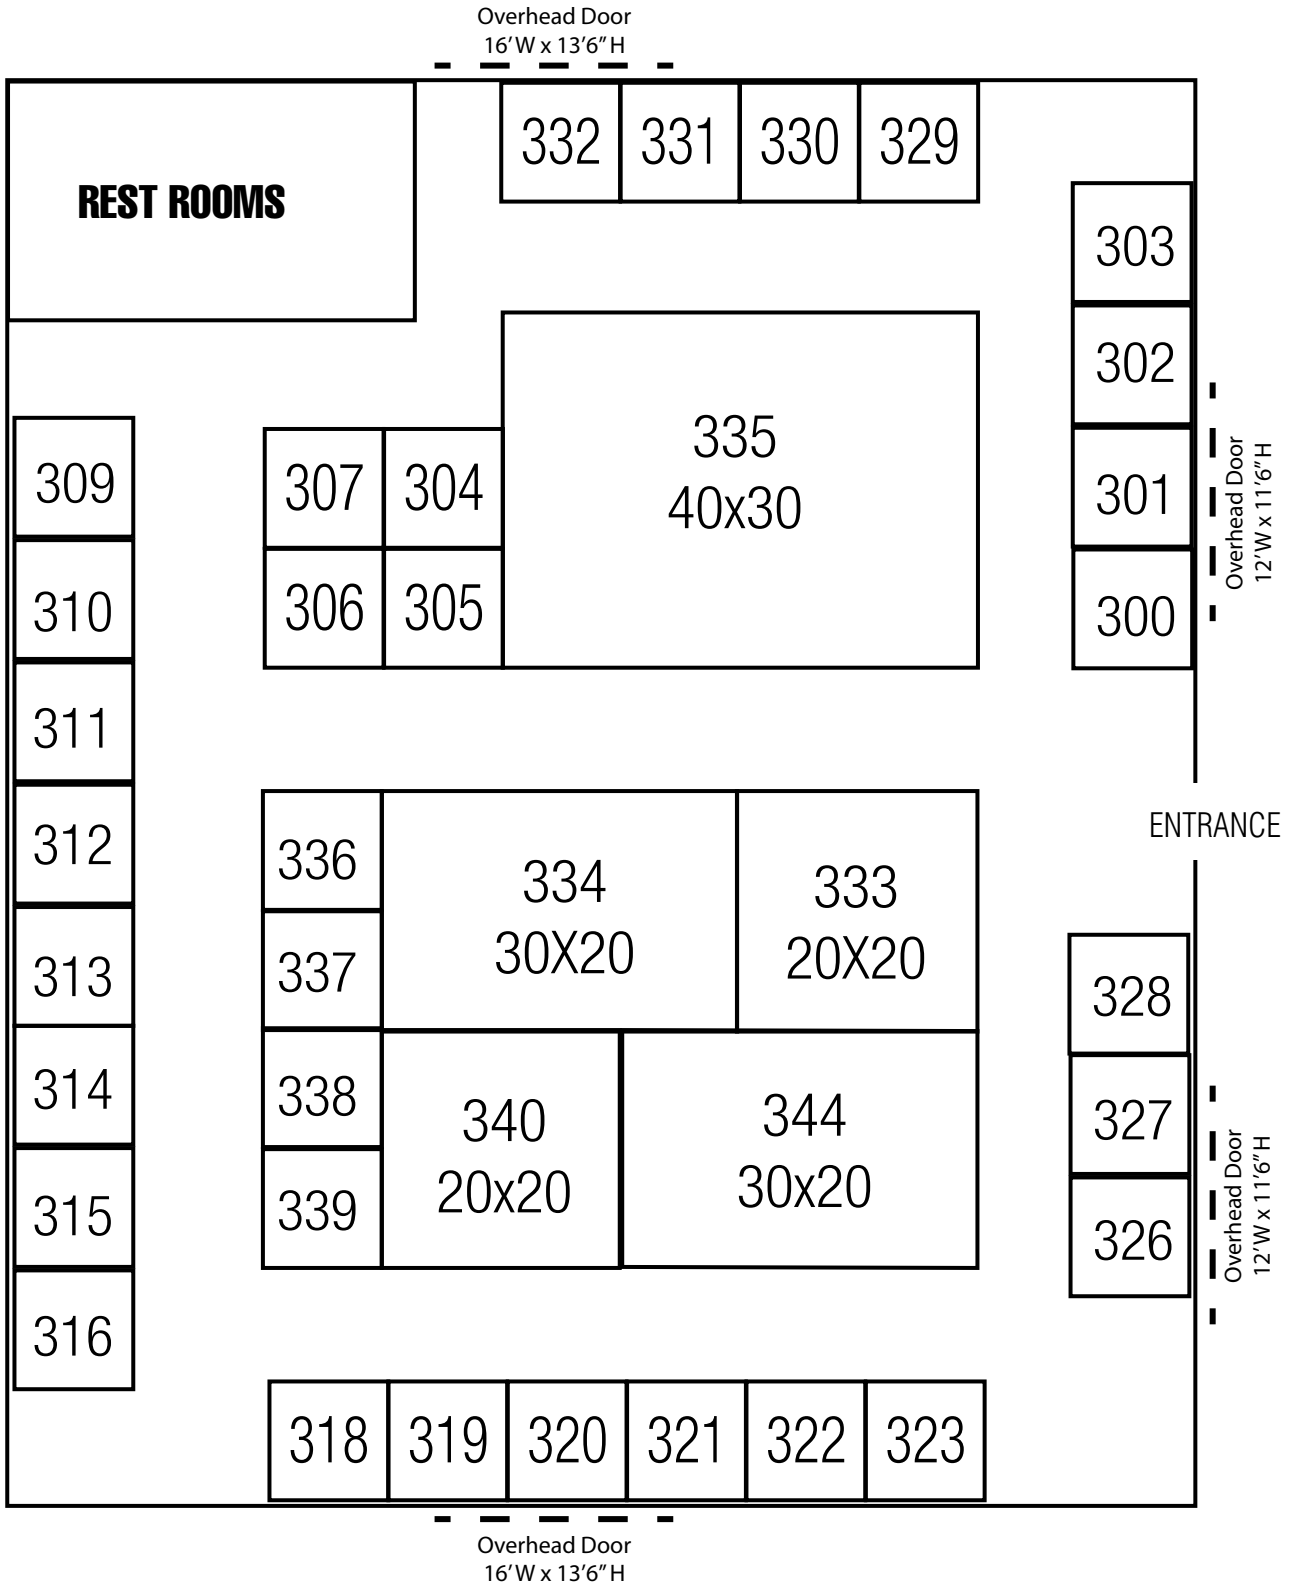 Overhead Door
16’W x 13’6”H
332 331 330 329
REST ROOMS
303
302
301
300
Overhead Door
12’W x 11’6”H
335
40x30
307 304
306 305
309
310
311
312
313
314
315
316
ENTRANCE
336
337
338
339
334
30X20
333
20X20
340
20x20
344
30x20
328
327
326
Overhead Door
12’W x 11’6”H
318 319 320 321 322 323
Overhead Door
16’W x 13’6”H